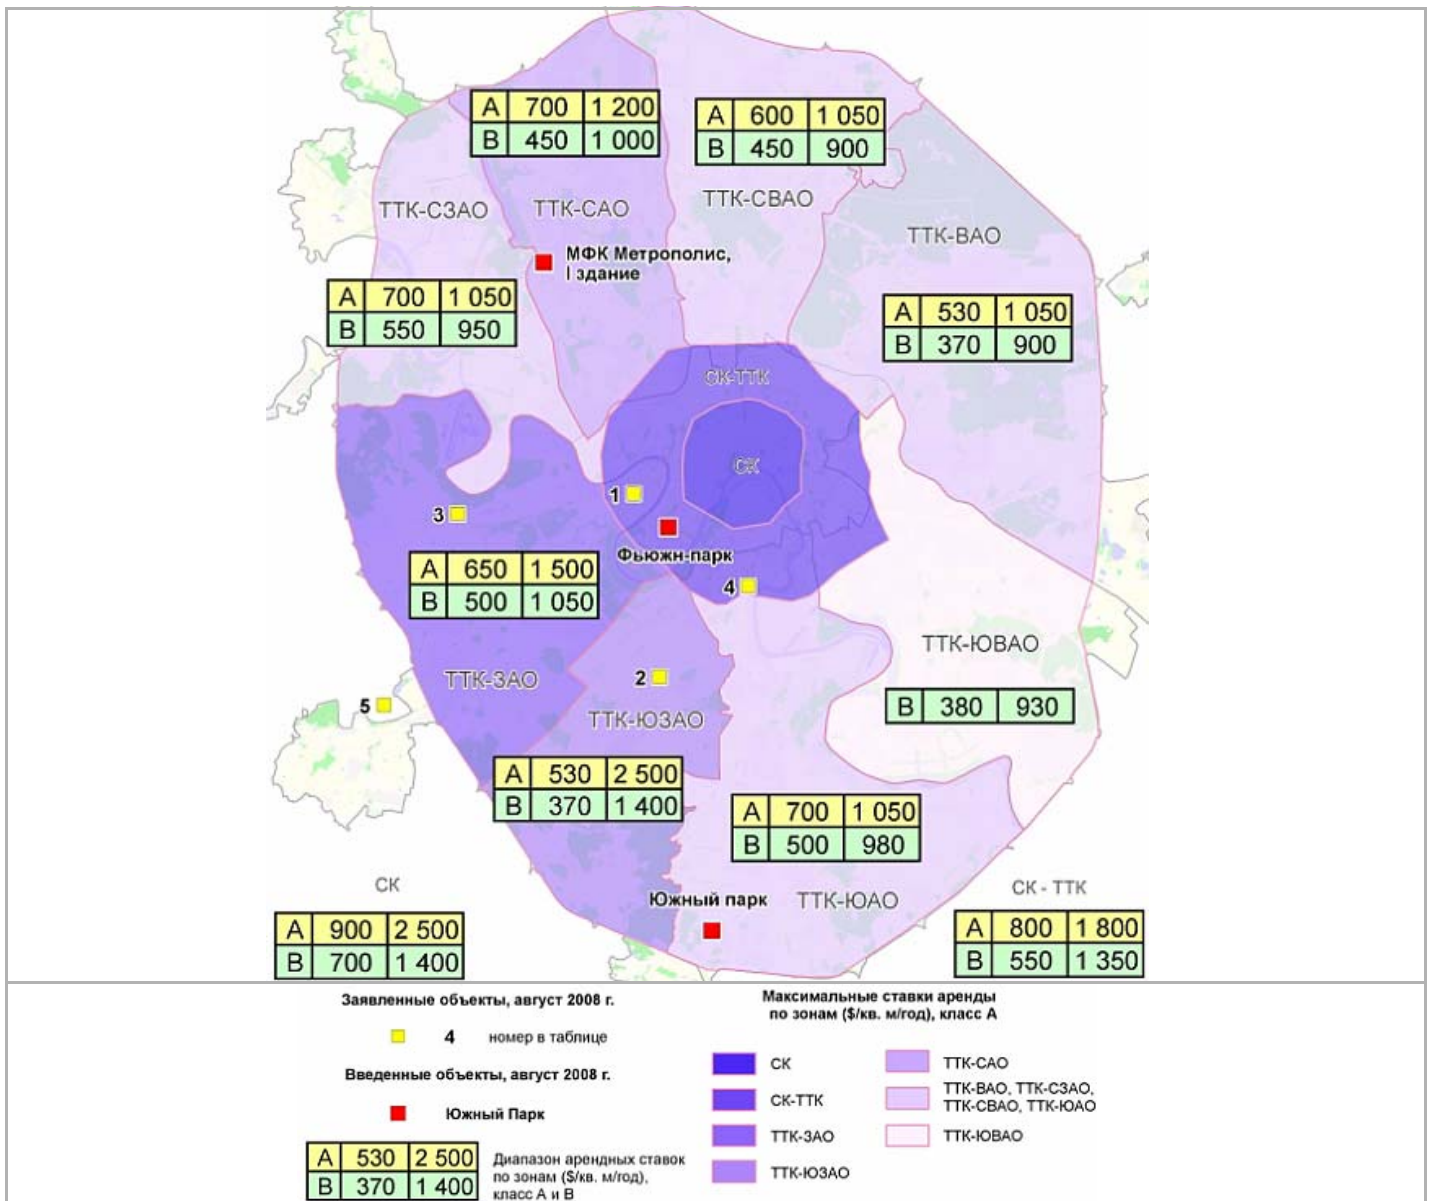 A 700 1 200
B 450 1 000
A 600 1 050
B 450 900
ТТК-СЗАО
ТТК-САО
ТТК-СВАО
ТТК-ВАО
МФК Метрополис,
I здание
A 700 1 050
B 550 950
A 530 1 050
B 370 900
СК-ТТК
СК
1
3
Фьюжн-парк
A 650 1 500
B 500 1 050
4
ТТК-ЮВАО
ТТК-ЗАО
2
5
ТТК-ЮЗАО
B 380 930
A 530 2 500
B 370 1 400
A 700 1 050
B 500 980
СК
СК - ТТК
Южный парк
ТТК-ЮАО
A 900 2 500
B 700 1 400
A 800 1 800
B 550 1 350
Заявленные объекты, август 2008 г.
4 номер в таблице
Введенные объекты, август 2008 г.
Южный Парк
A 530 2 500
B 370 1 400
Диапазон арендных ставок
по зонам ($/кв. м/год),
класс А и В
Максимальные ставки аренды
по зонам ($/кв. м/год), класс А
СК
СК-ТТК
ТТК-ЗАО
ТТК-ЮЗАО
ТТК-САО
ТТК-ВАО, ТТК-СЗАО,
ТТК-СВАО, ТТК-ЮАО
ТТК-ЮВАО